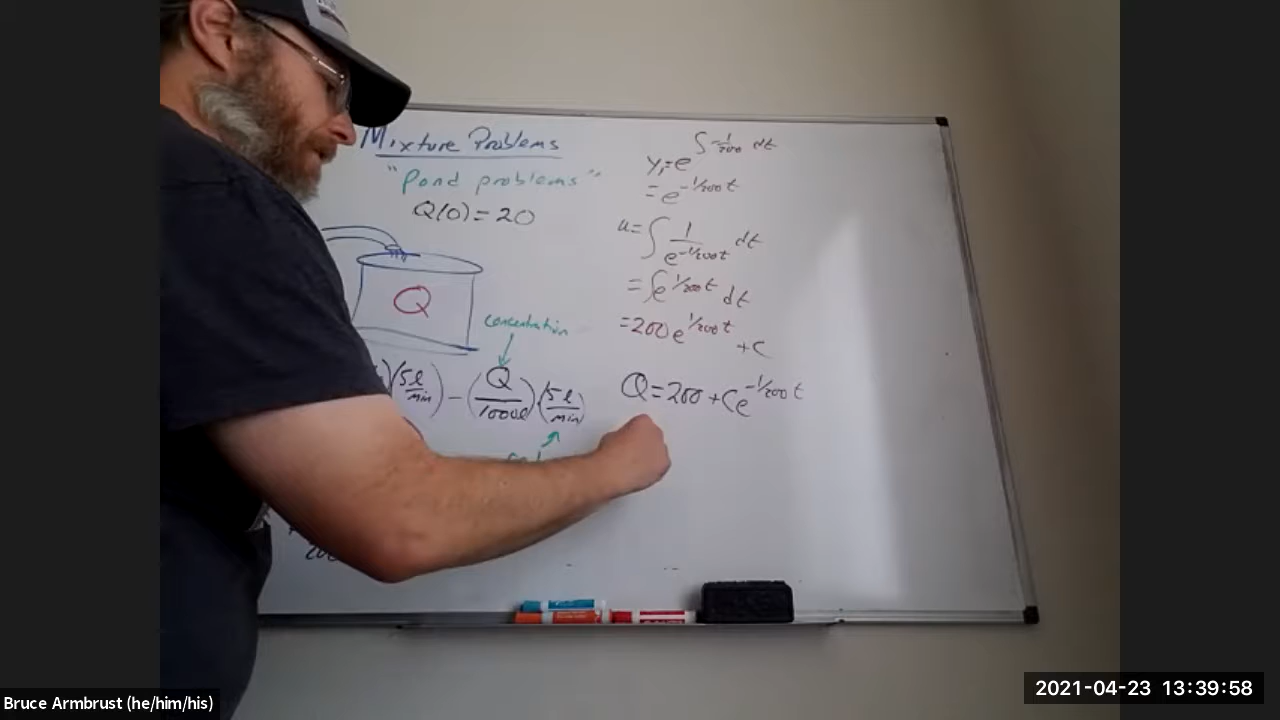 Mixture Problems
"Pond problems"
Q(0) = 20
Q
concentration
(5 l/min) - (Q/1000l) · (5 l/min)
y₁ = e^∫-1/200 dt
= e^-1/200 t
u = ∫ 1/e^-1/200 t dt
= ∫e^1/200 t dt
= 200 e^1/200 t + C
Q = 200 + Ce^-1/200 t
Bruce Armbrust (he/him/his)
2021-04-23 13:39:58